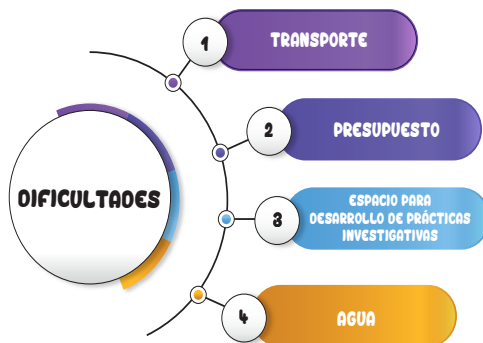 DIFICULTADES
1
TRANSPORTE
2
PRESUPUESTO
3
ESPACIO PARA
DESARROLLO DE PRÁCTICAS
INVESTIGATIVAS
4
AGUA